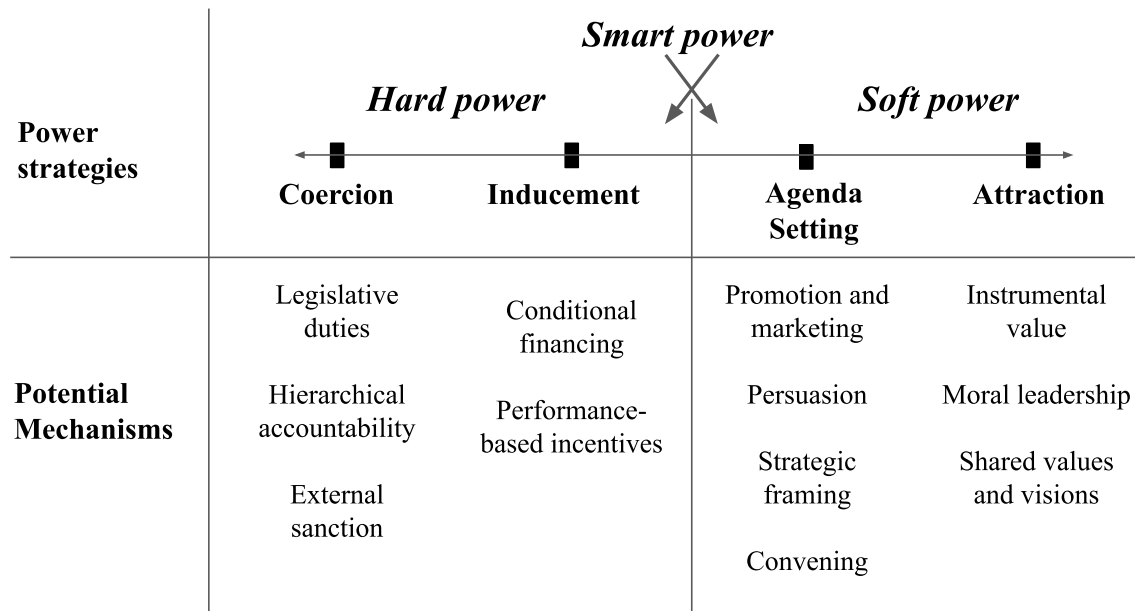 Smart power
Hard power
Soft power
Power
strategies
Coercion
Inducement
Agenda
Setting
Attraction
Potential
Mechanisms
Legislative
duties
Hierarchical
accountability
External
sanction
Conditional
financing
Performance-
based incentives
Promotion and
marketing
Persuasion
Strategic
framing
Convening
Instrumental
value
Moral leadership
Shared values
and visions